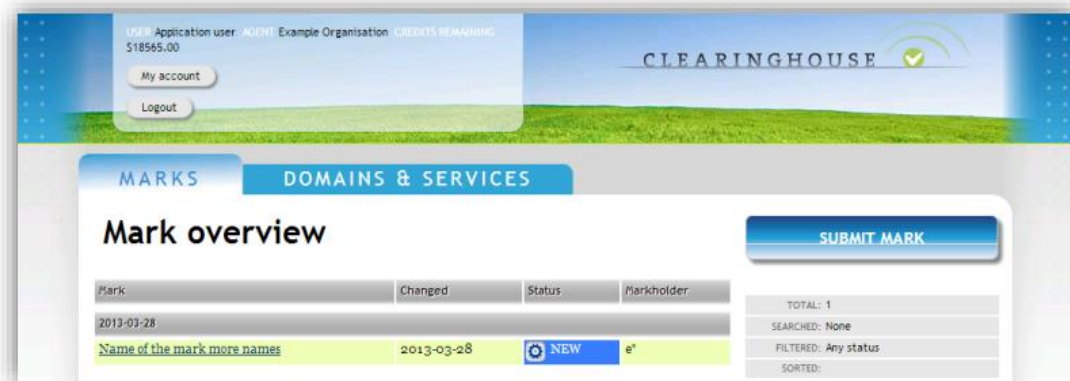 USER Application user AGENT Example Organisation CREDITS REMAINING
$18565.00
My account
Logout
CLEARINGHOUSE
MARKS
DOMAINS & SERVICES
Mark overview
SUBMIT MARK
Mark Changed Status Markholder
2013-03-28
Name of the mark more names 2013-03-28 NEW e*
TOTAL: 1
SEARCHED: None
FILTERED: Any status
SORTED: